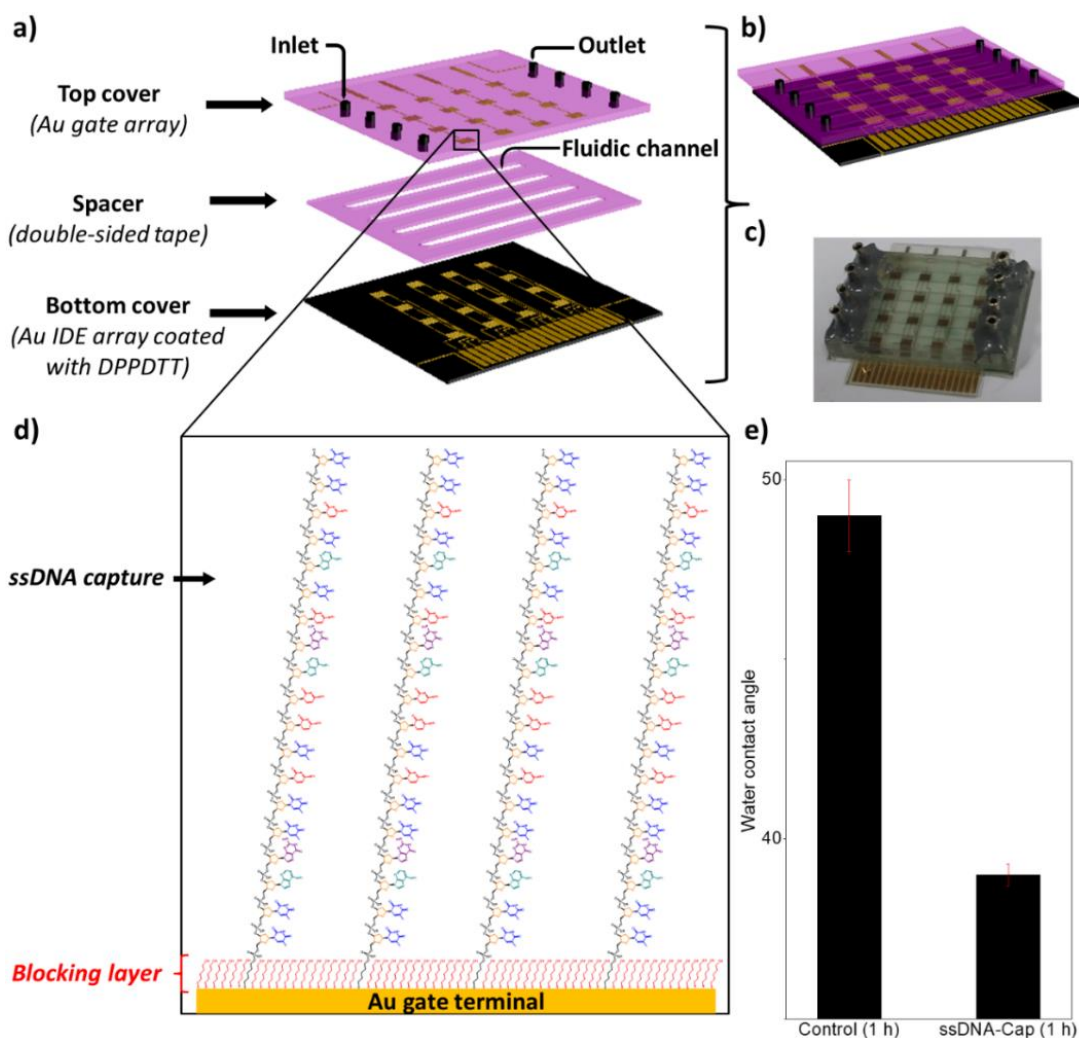 a)
Inlet
Outlet
Top cover
(Au gate array)
Fluidic channel
Spacer
(double-sided tape)
Bottom cover
(Au IDE array coated
with DPPDTT)
b)
c)
d)
ssDNA capture
Blocking layer
Au gate terminal
e)
50
40
Water contact angle
Control (1 h)
ssDNA-Cap (1 h)